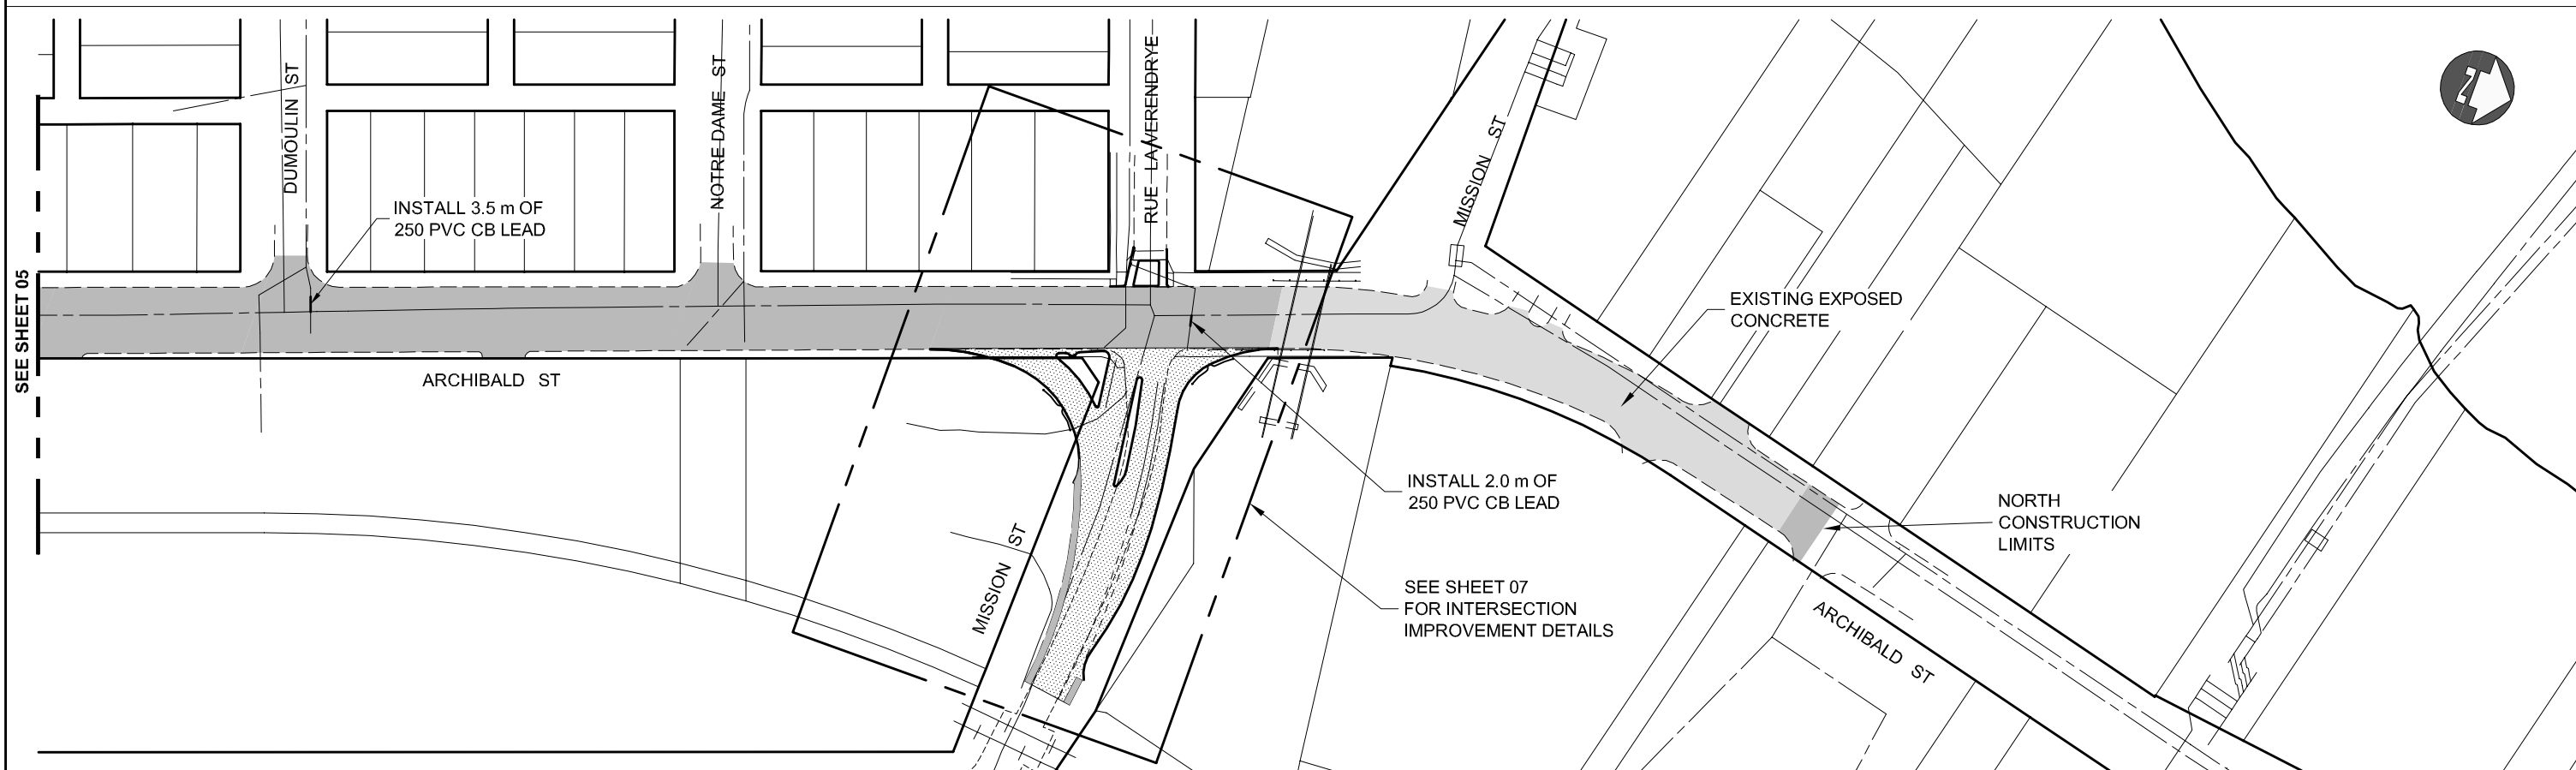 DUMOULIN ST
NOTRE DAME ST
RUE LAVERENDRYE
MISSION ST
N
INSTALL 3.5 m OF
250 PVC CB LEAD
SEE SHEET 05
ARCHIBALD ST
EXISTING EXPOSED
CONCRETE
INSTALL 2.0 m OF
250 PVC CB LEAD
NORTH
CONSTRUCTION
LIMITS
MISSION ST
SEE SHEET 07
FOR INTERSECTION
IMPROVEMENT DETAILS
ARCHIBALD ST